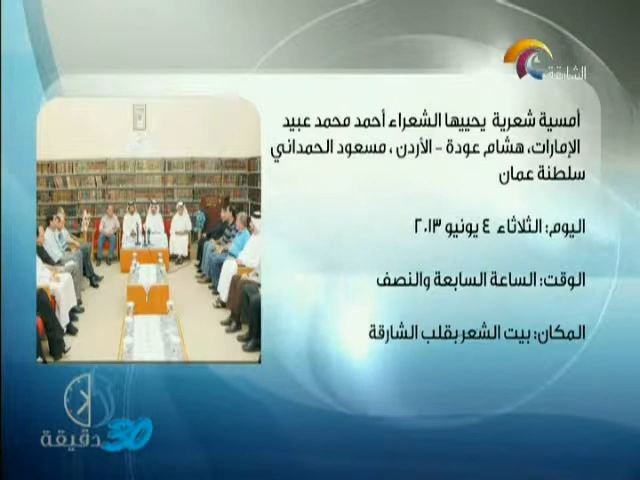 الشارقة
أمسية شعرية يحييها الشعراء أحمد محمد عبيد
الإمارات، هشام عودة - الأردن، مسعود الحمداني
سلطنة عمان
اليوم: الثلاثاء ٤ يونيو ٢٠١٣
الوقت: الساعة السابعة والنصف
المكان: بيت الشعر بقلب الشارقة
30 دقيقة